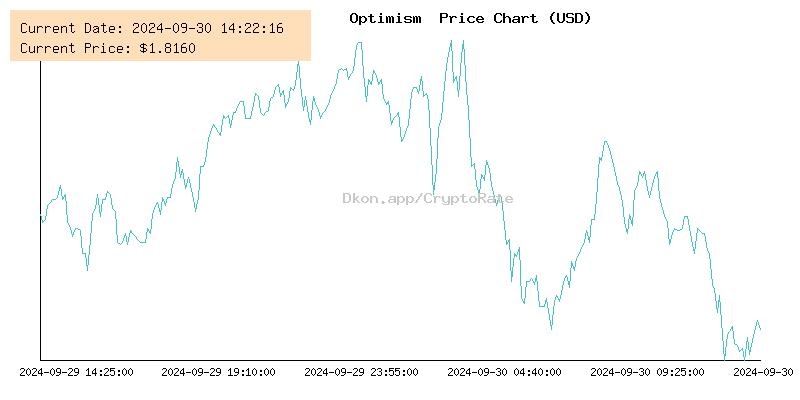 Optimism  Price Chart (USD)
Current Date: 2024-09-30 14:22:16
Current Price: $1.8160
Dkon.app/CryptoRate
2024-09-29 14:25:00 2024-09-29 19:10:00 2024-09-29 23:55:00 2024-09-30 04:40:00 2024-09-30 09:25:00 2024-09-30